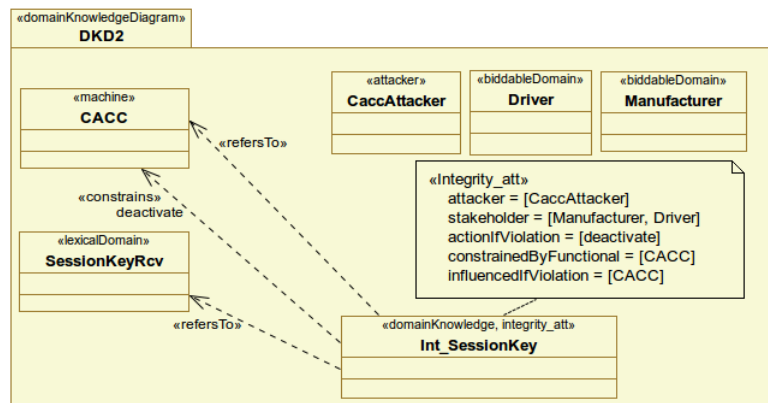 «domainKnowledgeDiagram»
DKD2
«machine»
CACC
«attacker»
CaccAttacker
«biddableDomain»
Driver
«biddableDomain»
Manufacturer
«refersTo»
«constrains»
deactivate
«Integrity_att»
attacker = [CaccAttacker]
stakeholder = [Manufacturer, Driver]
actionIfViolation = [deactivate]
constrainedByFunctional = [CACC]
influencedIfViolation = [CACC]
«lexicalDomain»
SessionKeyRcv
«refersTo»
«domainKnowledge, integrity_att»
Int_SessionKey